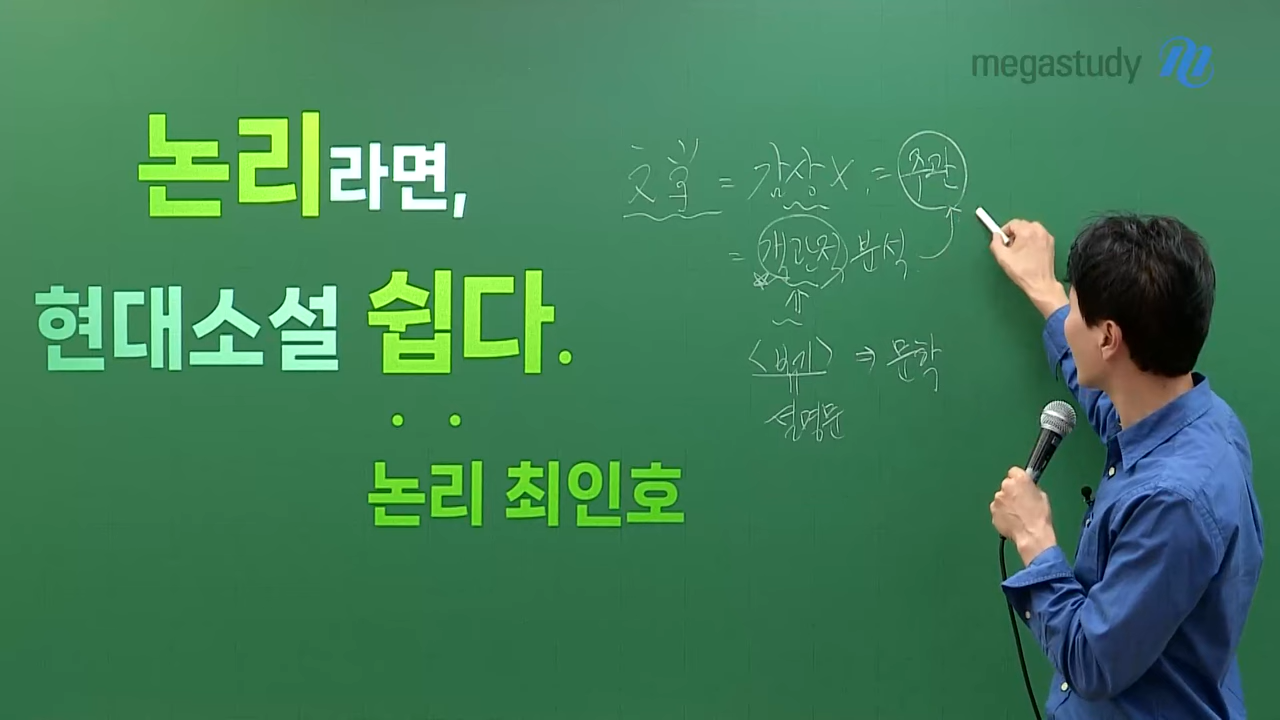 megastudy
논리라면,
현대소설 쉽다.
논리 최인호
文学 = 감상 X = 주관
= 객관적 분석
<보기> ⇒ 문학
설명문